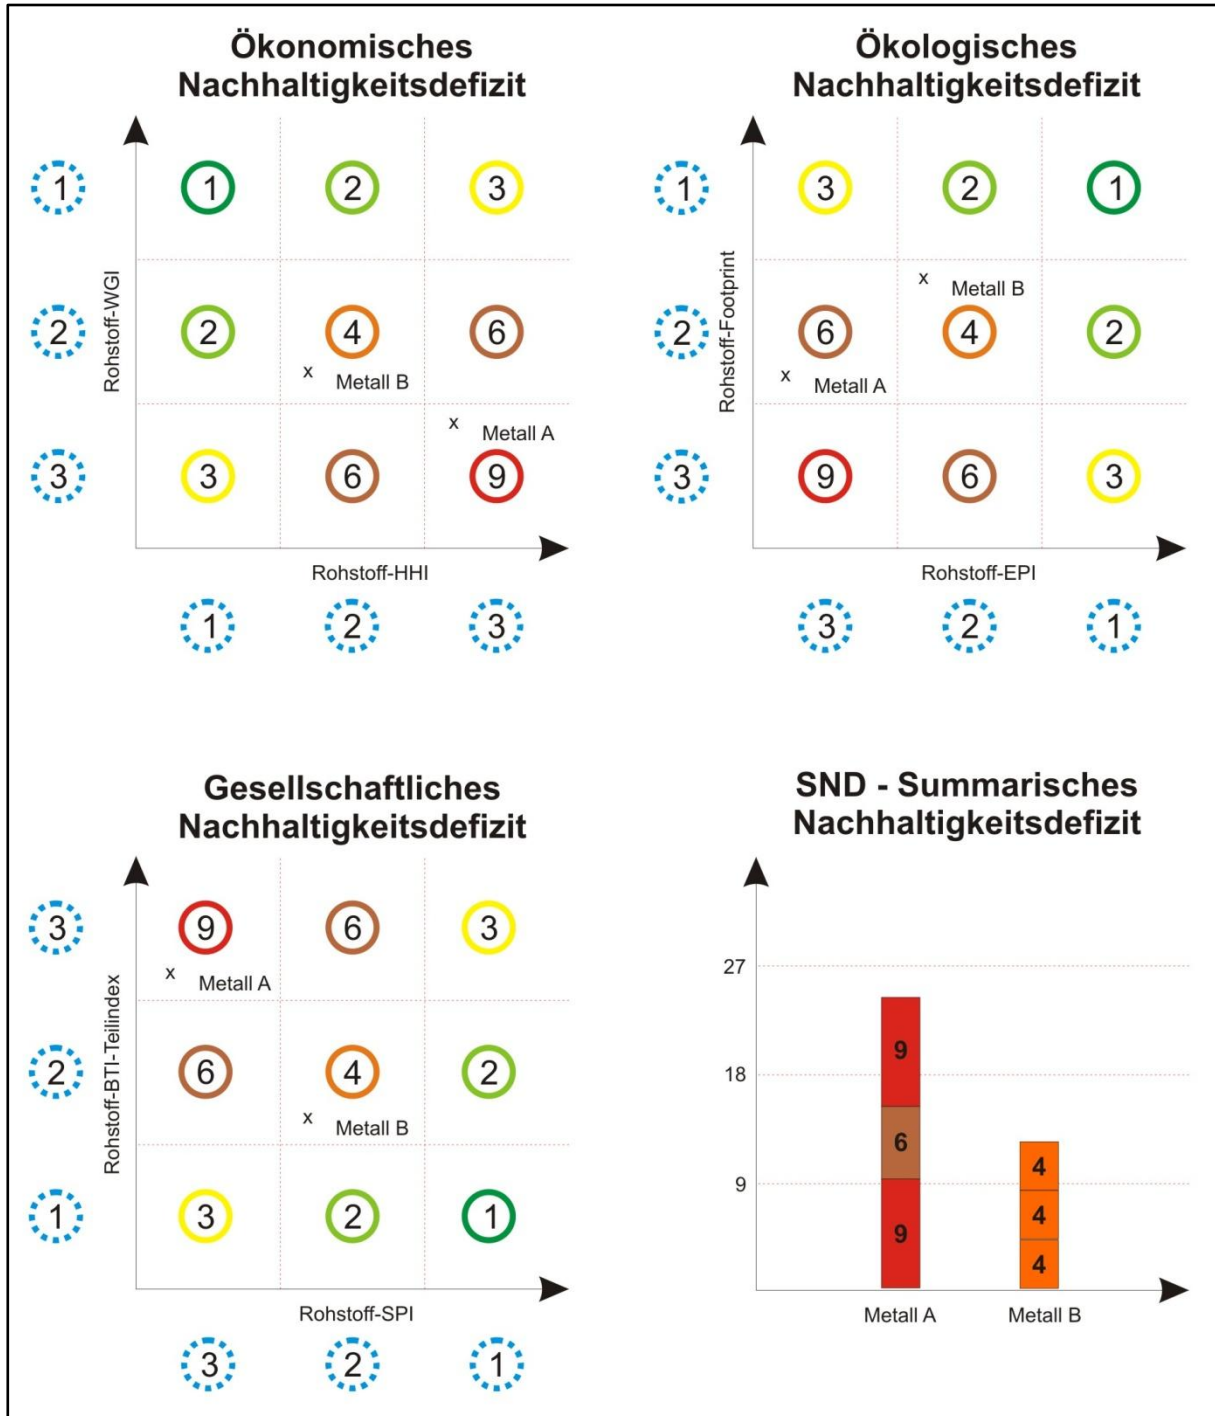 Ökonomisches
Nachhaltigkeitsdefizit
1
1
2
3
Rohstoff-WGI
2
2
4
6
x
Metall B
x
Metall A
3
3
6
9
Rohstoff-HHI
1
2
3
Ökologisches
Nachhaltigkeitsdefizit
1
3
2
1
Rohstoff-Footprint
x
Metall B
2
6
4
2
x
Metall A
3
9
6
3
Rohstoff-EPI
3
2
1
Gesellschaftliches
Nachhaltigkeitsdefizit
3
9
6
3
x
Metall A
Rohstoff-BTI-Teilindex
2
6
4
2
x
Metall B
1
3
2
1
Rohstoff-SPI
3
2
1
SND - Summarisches
Nachhaltigkeitsdefizit
27
9
18
6
4
9
4
9
4
Metall A
Metall B